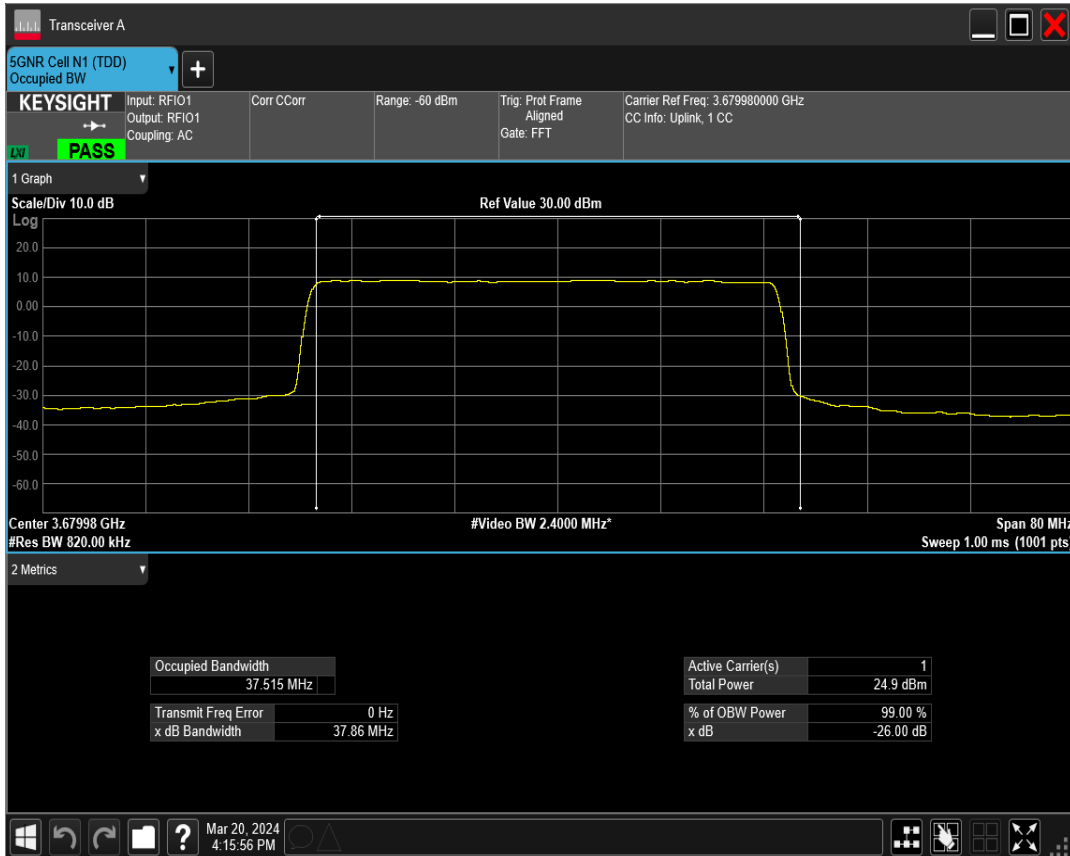 Transceiver A
5GNR Cell N1 (TDD)
Occupied BW
+
KEYSIGHT
LXI
PASS
Input: RFIO1
Output: RFIO1
Coupling: AC
Corr CCorr
Range: -60 dBm
Trig: Prot Frame
Aligned
Gate: FFT
Carrier Ref Freq: 3.679980000 GHz
CC Info: Uplink, 1 CC
1 Graph
Scale/Div 10.0 dB
Ref Value 30.00 dBm
Log
20.0
10.0
0.00
-10.0
-20.0
-30.0
-40.0
-50.0
-60.0
Center 3.67998 GHz
#Video BW 2.4000 MHz*
Span 80 MHz
#Res BW 820.00 kHz
Sweep 1.00 ms (1001 pts)
2 Metrics
Occupied Bandwidth
37.515 MHz
Transmit Freq Error 0 Hz
x dB Bandwidth 37.86 MHz
Active Carrier(s) 1
Total Power 24.9 dBm
% of OBW Power 99.00 %
x dB -26.00 dB
?
Mar 20, 2024
4:15:56 PM